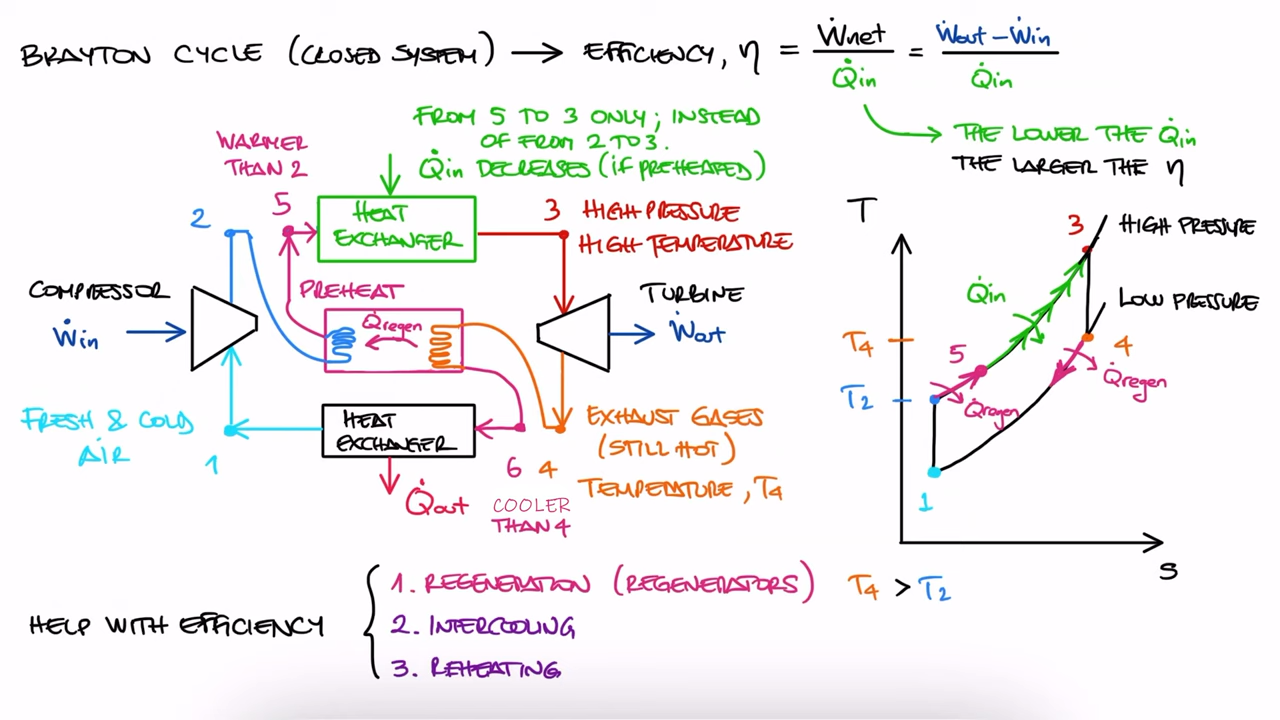 BRAYTON CYCLE (CLOSED SYSTEM) → EFFICIENCY, η = Ẇnet / Q̇in = Ẇout − Ẇin / Q̇in
THE LOWER THE Q̇in
THE LARGER THE η
FROM 5 TO 3 ONLY; INSTEAD
OF FROM 2 TO 3.
Q̇in DECREASES (if PREHEATED)
WARMER
THAN 2
2
5
HEAT
EXCHANGER
3
HIGH PRESSURE
HIGH TEMPERATURE
COMPRESSOR
Ẇin
PREHEAT
Q̇regen
TURBINE
Ẇout
FRESH & COLD
AIR
1
HEAT
EXCHANGER
Q̇out
6
COOLER
THAN 4
4
EXHAUST GASES
(STILL HOT)
TEMPERATURE, T4
T
3
HIGH PRESSURE
LOW PRESSURE
Q̇in
T4
5
4
Q̇regen
T2
Q̇regen
1
S
HELP WITH EFFICIENCY
1. REGENERATION (REGENERATORS) T4 > T2
2. INTERCOOLING
3. REHEATING